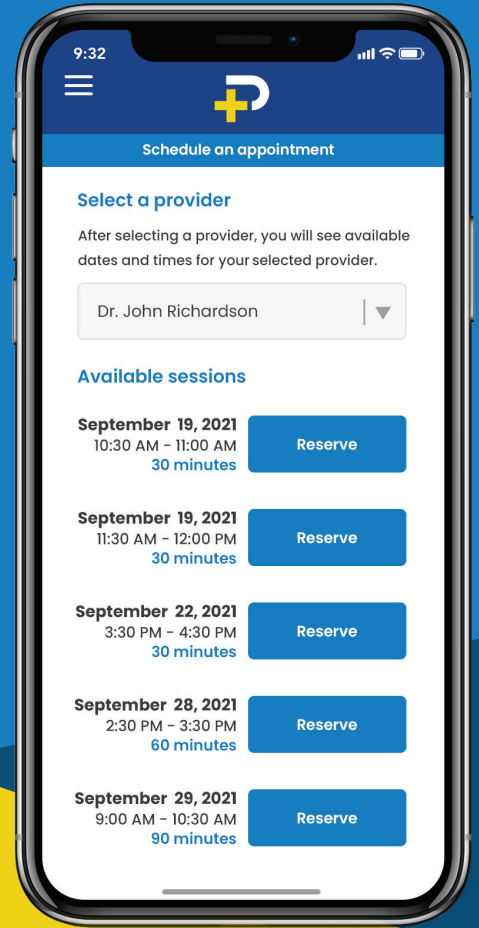 9:32
Schedule an appointment
Select a provider
After selecting a provider, you will see available
dates and times for your selected provider.
Dr. John Richardson
Available sessions
September 19, 2021
10:30 AM - 11:00 AM
30 minutes
Reserve
September 19, 2021
11:30 AM - 12:00 PM
30 minutes
Reserve
September 22, 2021
3:30 PM - 4:30 PM
30 minutes
Reserve
September 28, 2021
2:30 PM - 3:30 PM
60 minutes
Reserve
September 29, 2021
9:00 AM - 10:30 AM
90 minutes
Reserve